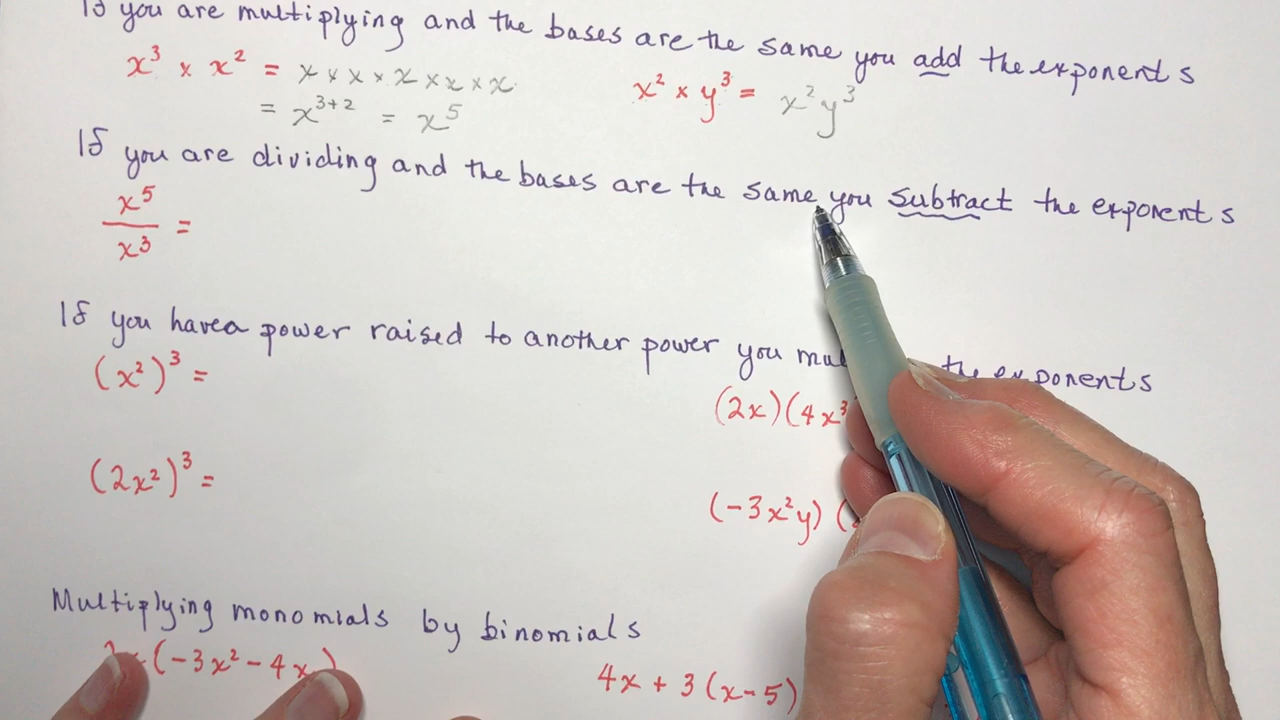 If you are multiplying and the bases are the same you add the exponents
x³ × x² = x × x × x × x × x
= x³⁺² = x⁵
x² × y³ = x²y³
If you are dividing and the bases are the same you subtract the exponents
x⁵/x³ =
If you have a power raised to another power you the exponents
(x²)³ =
(2x)(4x³
(2x²)³ =
(-3x²y)(
Multiplying monomials by binomials
(-3x² - 4x)
4x + 3(x-5)